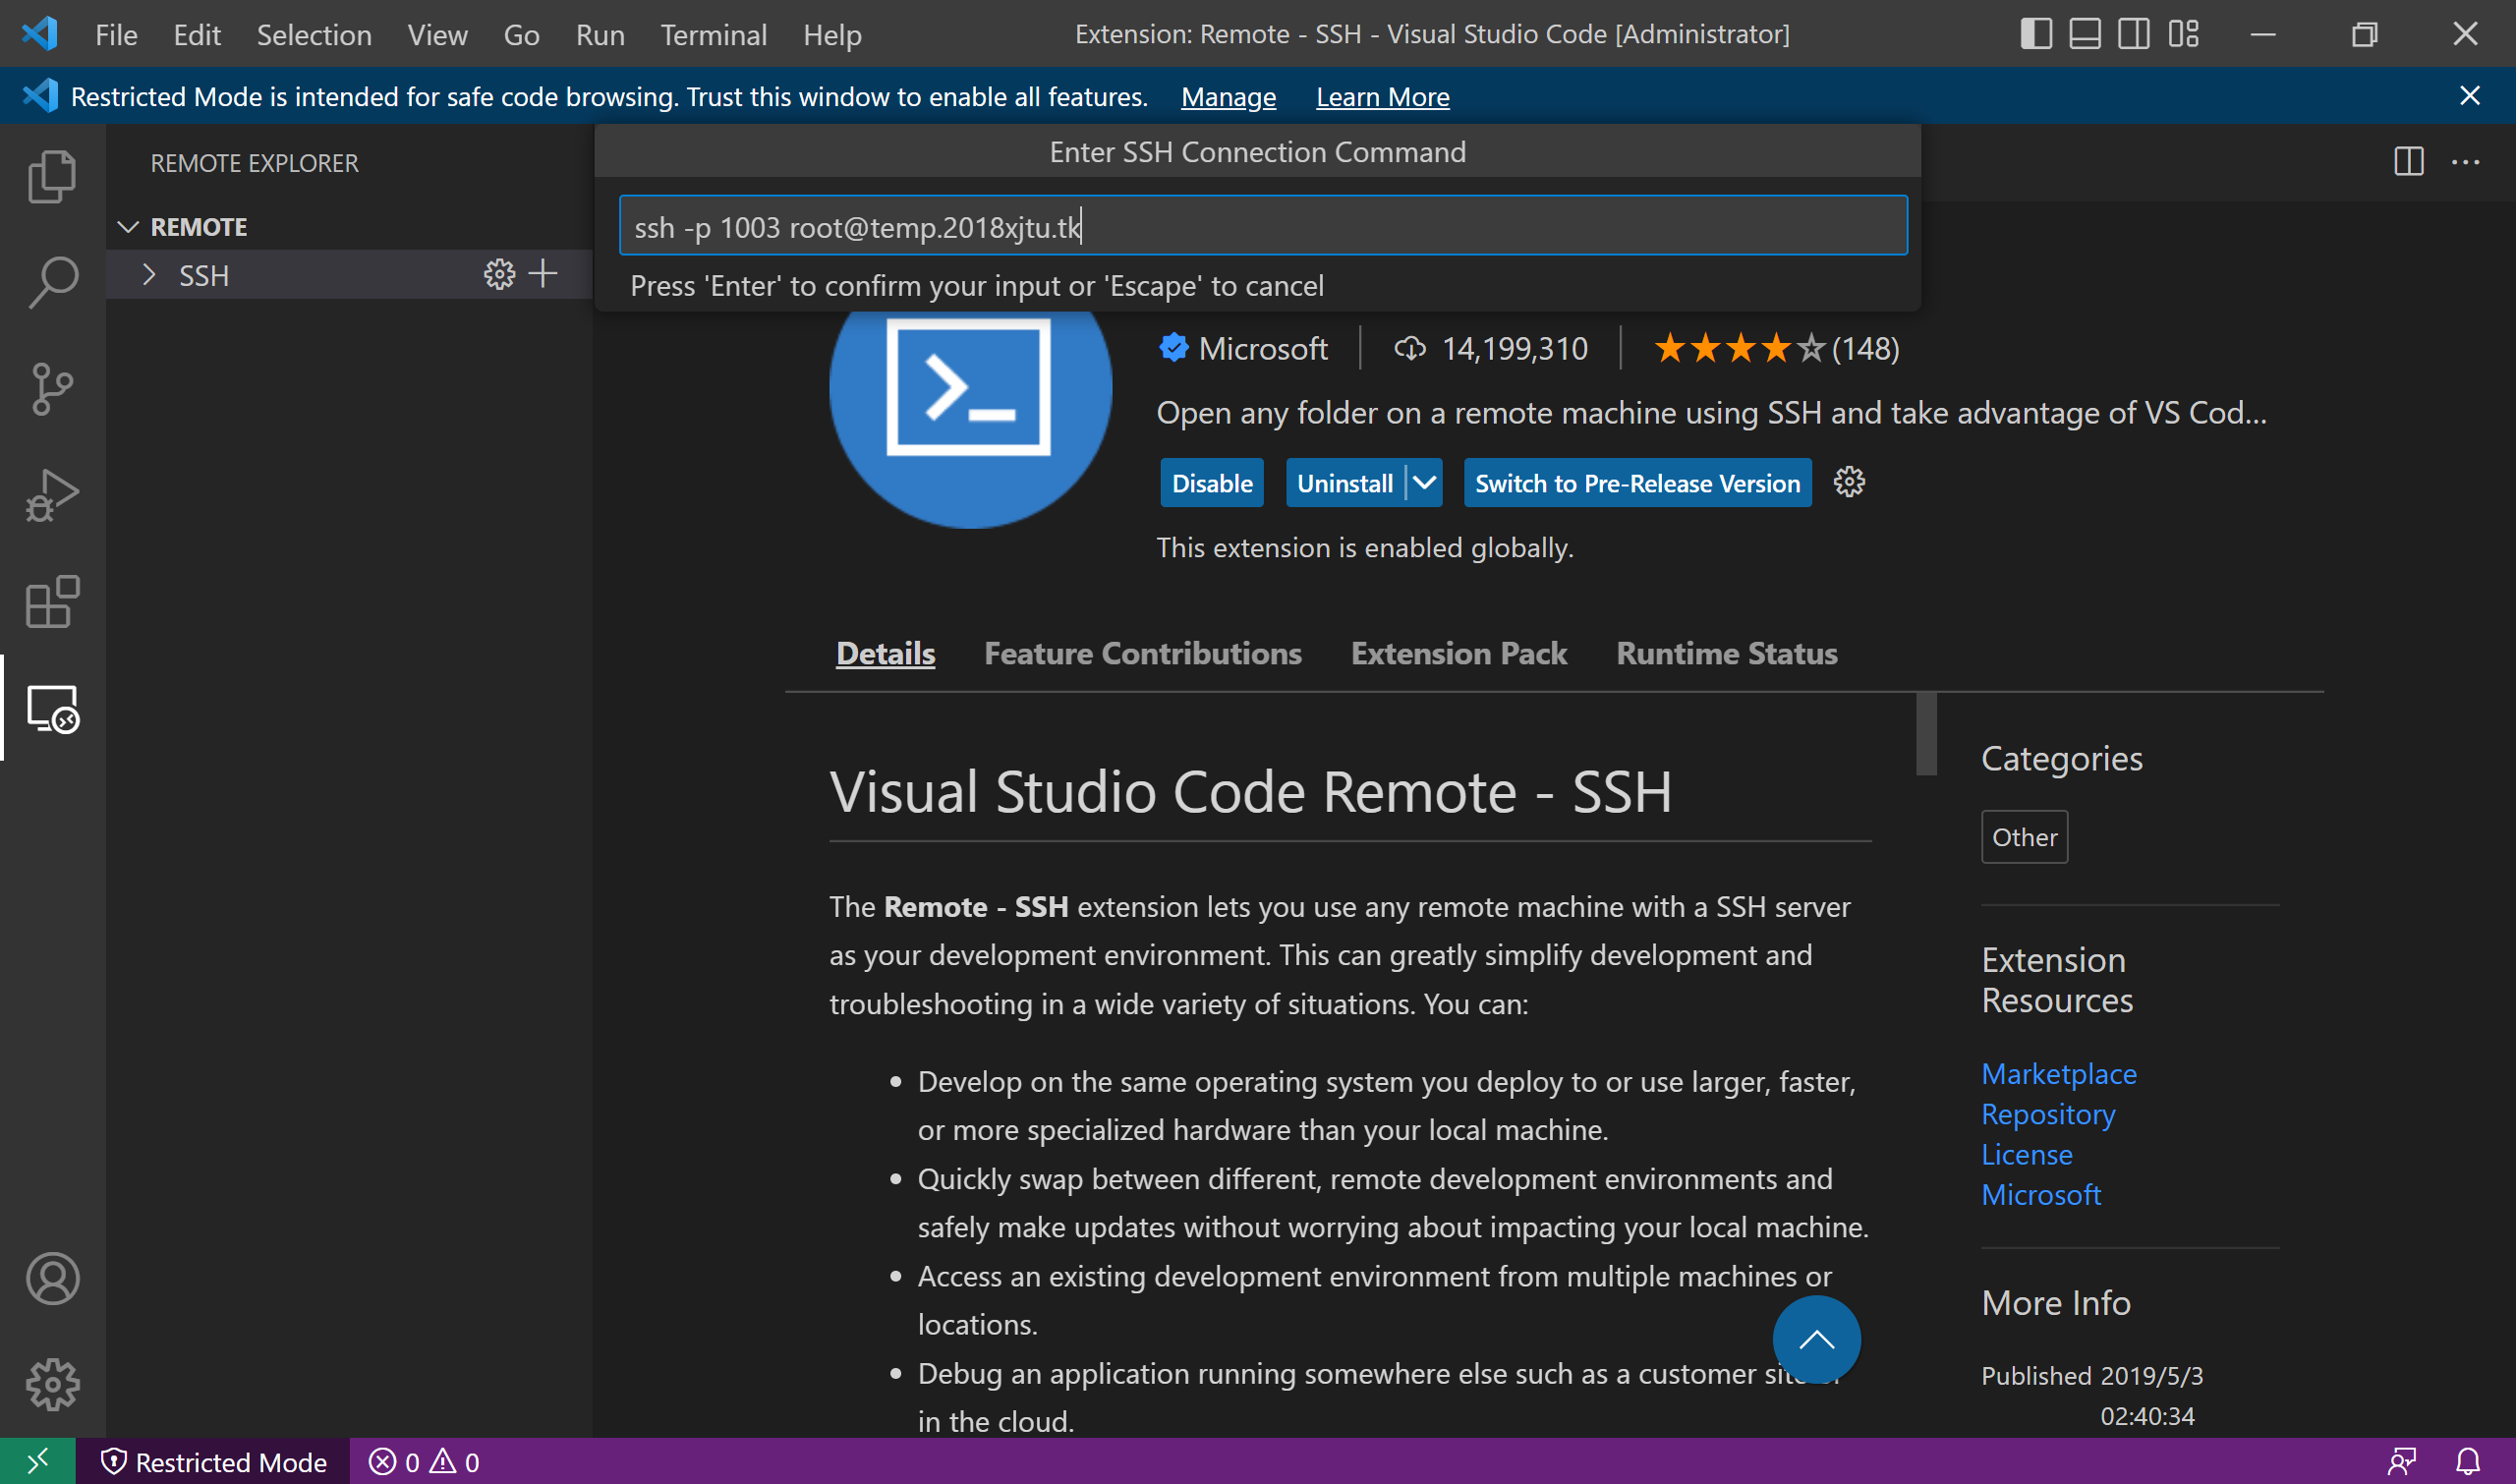 File Edit Selection View Go Run Terminal Help Extension: Remote - SSH - Visual Studio Code [Administrator]
Restricted Mode is intended for safe code browsing. Trust this window to enable all features. Manage Learn More
REMOTE EXPLORER
REMOTE
SSH
Enter SSH Connection Command
ssh -p 1003 root@temp.2018xjtu.tk
Press 'Enter' to confirm your input or 'Escape' to cancel
Microsoft 14,199,310 (148)
Open any folder on a remote machine using SSH and take advantage of VS Cod...
Disable Uninstall Switch to Pre-Release Version
This extension is enabled globally.
Details Feature Contributions Extension Pack Runtime Status
Visual Studio Code Remote - SSH
The Remote - SSH extension lets you use any remote machine with a SSH server
as your development environment. This can greatly simplify development and
troubleshooting in a wide variety of situations. You can:
• Develop on the same operating system you deploy to or use larger, faster,
or more specialized hardware than your local machine.
• Quickly swap between different, remote development environments and
safely make updates without worrying about impacting your local machine.
• Access an existing development environment from multiple machines or
locations.
• Debug an application running somewhere else such as a customer site or
in the cloud.
Categories
Other
Extension
Resources
Marketplace
Repository
License
Microsoft
More Info
Published 2019/5/3
02:40:34
Restricted Mode 0 0